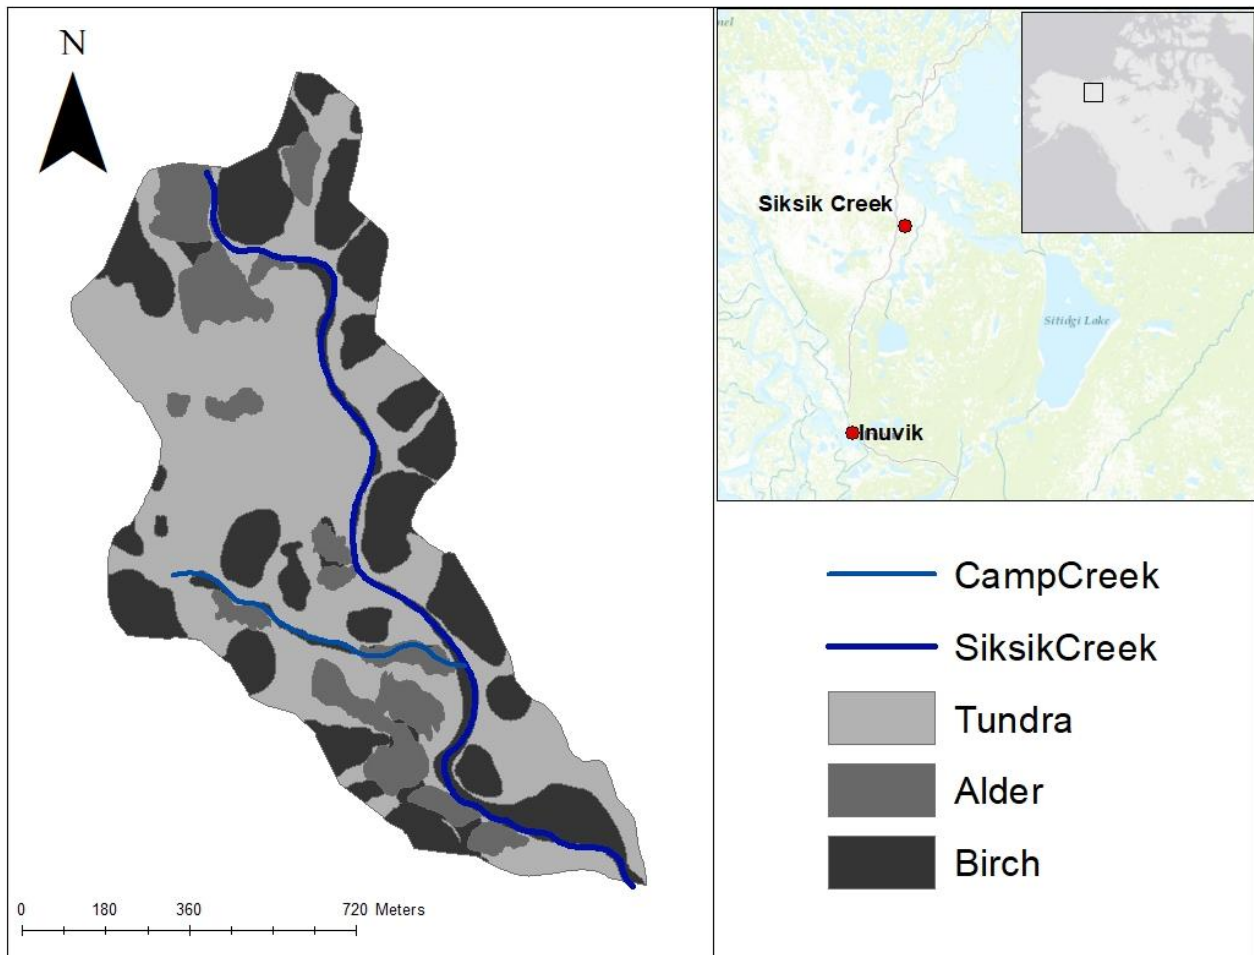 N
0 180 360 720 Meters
Siksik Creek
Sitidgi Lake
Inuvik
CampCreek
SiksikCreek
Tundra
Alder
Birch